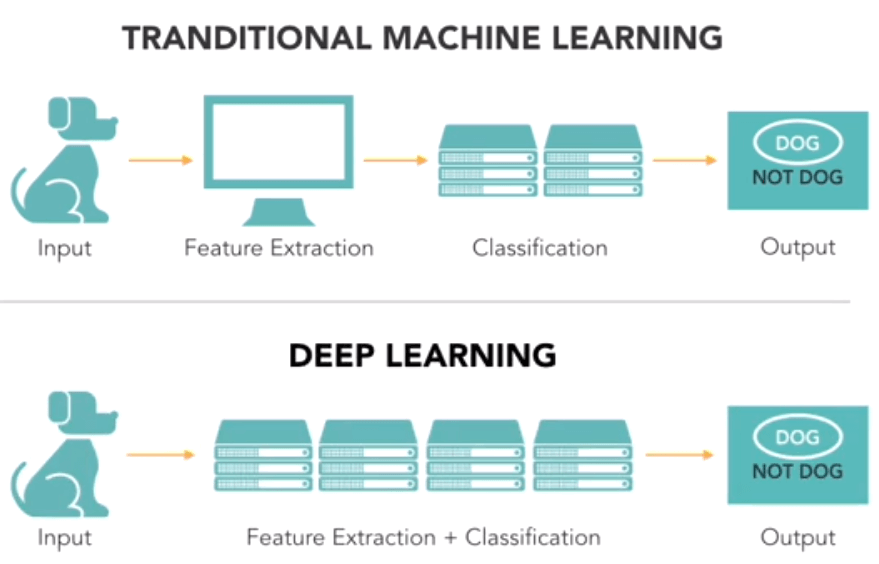 TRANDITIONAL MACHINE LEARNING
DOG
NOT DOG
Input
Feature Extraction
Classification
Output
DEEP LEARNING
DOG
NOT DOG
Input
Feature Extraction + Classification
Output